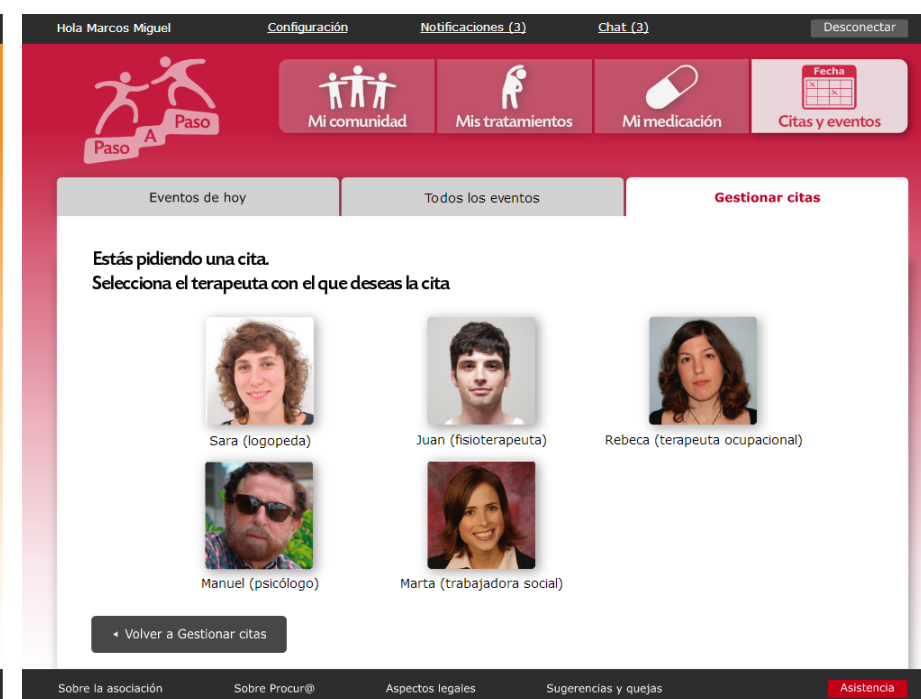 Hola Marcos Miguel
Configuración
Notificaciones (3)
Chat (3)
Desconectar
Paso A Paso
Mi comunidad
Mis tratamientos
Mi medicación
Fecha
Citas y eventos
Eventos de hoy
Todos los eventos
Gestionar citas
Estás pidiendo una cita.
Selecciona el terapeuta con el que deseas la cita
Sara (logopeda)
Juan (fisioterapeuta)
Rebeca (terapeuta ocupacional)
Manuel (psicólogo)
Marta (trabajadora social)
Volver a Gestionar citas
Sobre la asociación
Sobre Procur@
Aspectos legales
Sugerencias y quejas
Asistencia